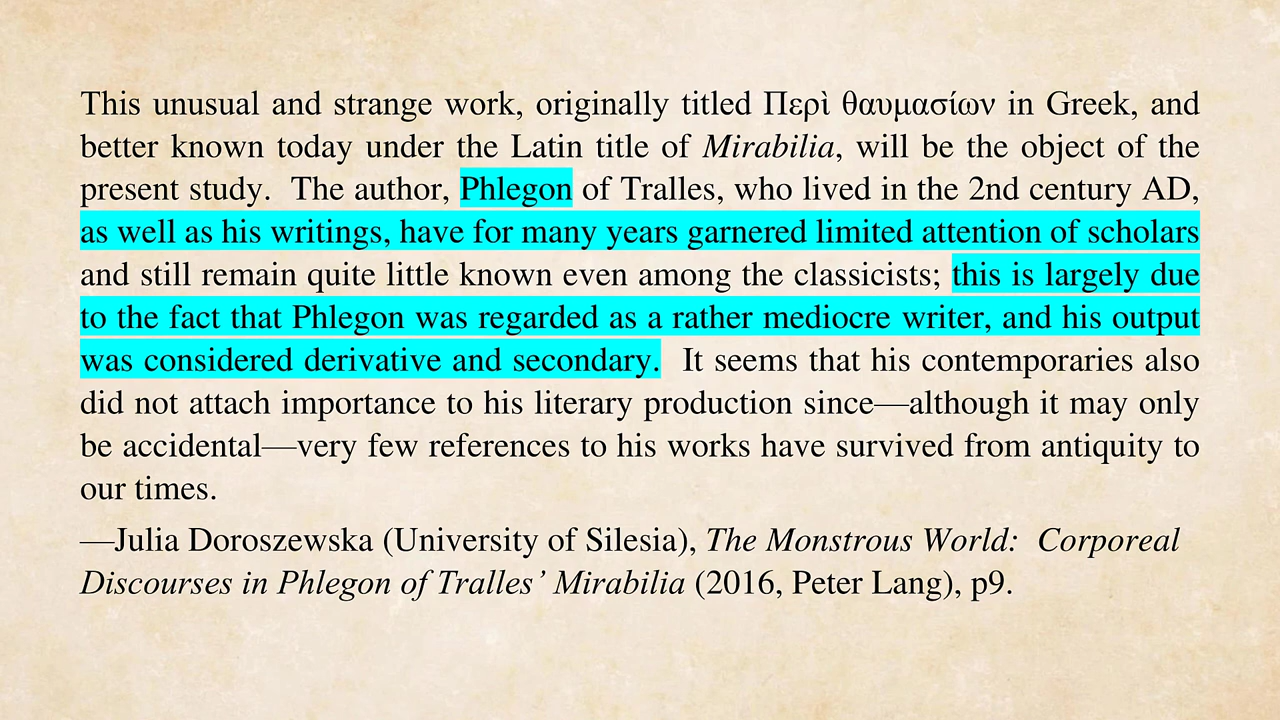 This unusual and strange work, originally titled Περὶ θαυμασίων in Greek, and
better known today under the Latin title of Mirabilia, will be the object of the
present study. The author, Phlegon of Tralles, who lived in the 2nd century AD,
as well as his writings, have for many years garnered limited attention of scholars
and still remain quite little known even among the classicists; this is largely due
to the fact that Phlegon was regarded as a rather mediocre writer, and his output
was considered derivative and secondary. It seems that his contemporaries also
did not attach importance to his literary production since—although it may only
be accidental—very few references to his works have survived from antiquity to
our times.
—Julia Doroszewska (University of Silesia), The Monstrous World: Corporeal
Discourses in Phlegon of Tralles’ Mirabilia (2016, Peter Lang), p9.